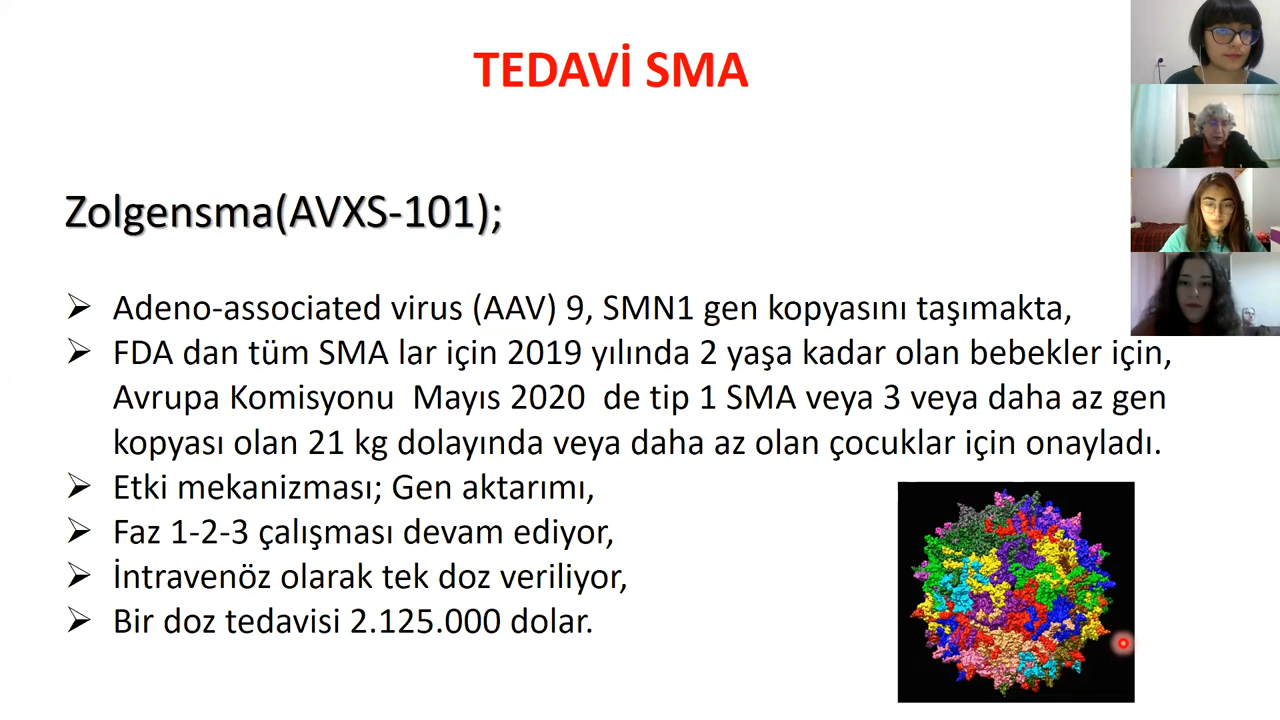 TEDAVİ SMA
Zolgensma(AVXS-101);
➢ Adeno-associated virus (AAV) 9, SMN1 gen kopyasını taşımakta,
➢ FDA dan tüm SMA lar için 2019 yılında 2 yaşa kadar olan bebekler için,
Avrupa Komisyonu Mayıs 2020 de tip 1 SMA veya 3 veya daha az gen
kopyası olan 21 kg dolayında veya daha az olan çocuklar için onayladı.
➢ Etki mekanizması; Gen aktarımı,
➢ Faz 1-2-3 çalışması devam ediyor,
➢ İntravenöz olarak tek doz veriliyor,
➢ Bir doz tedavisi 2.125.000 dolar.